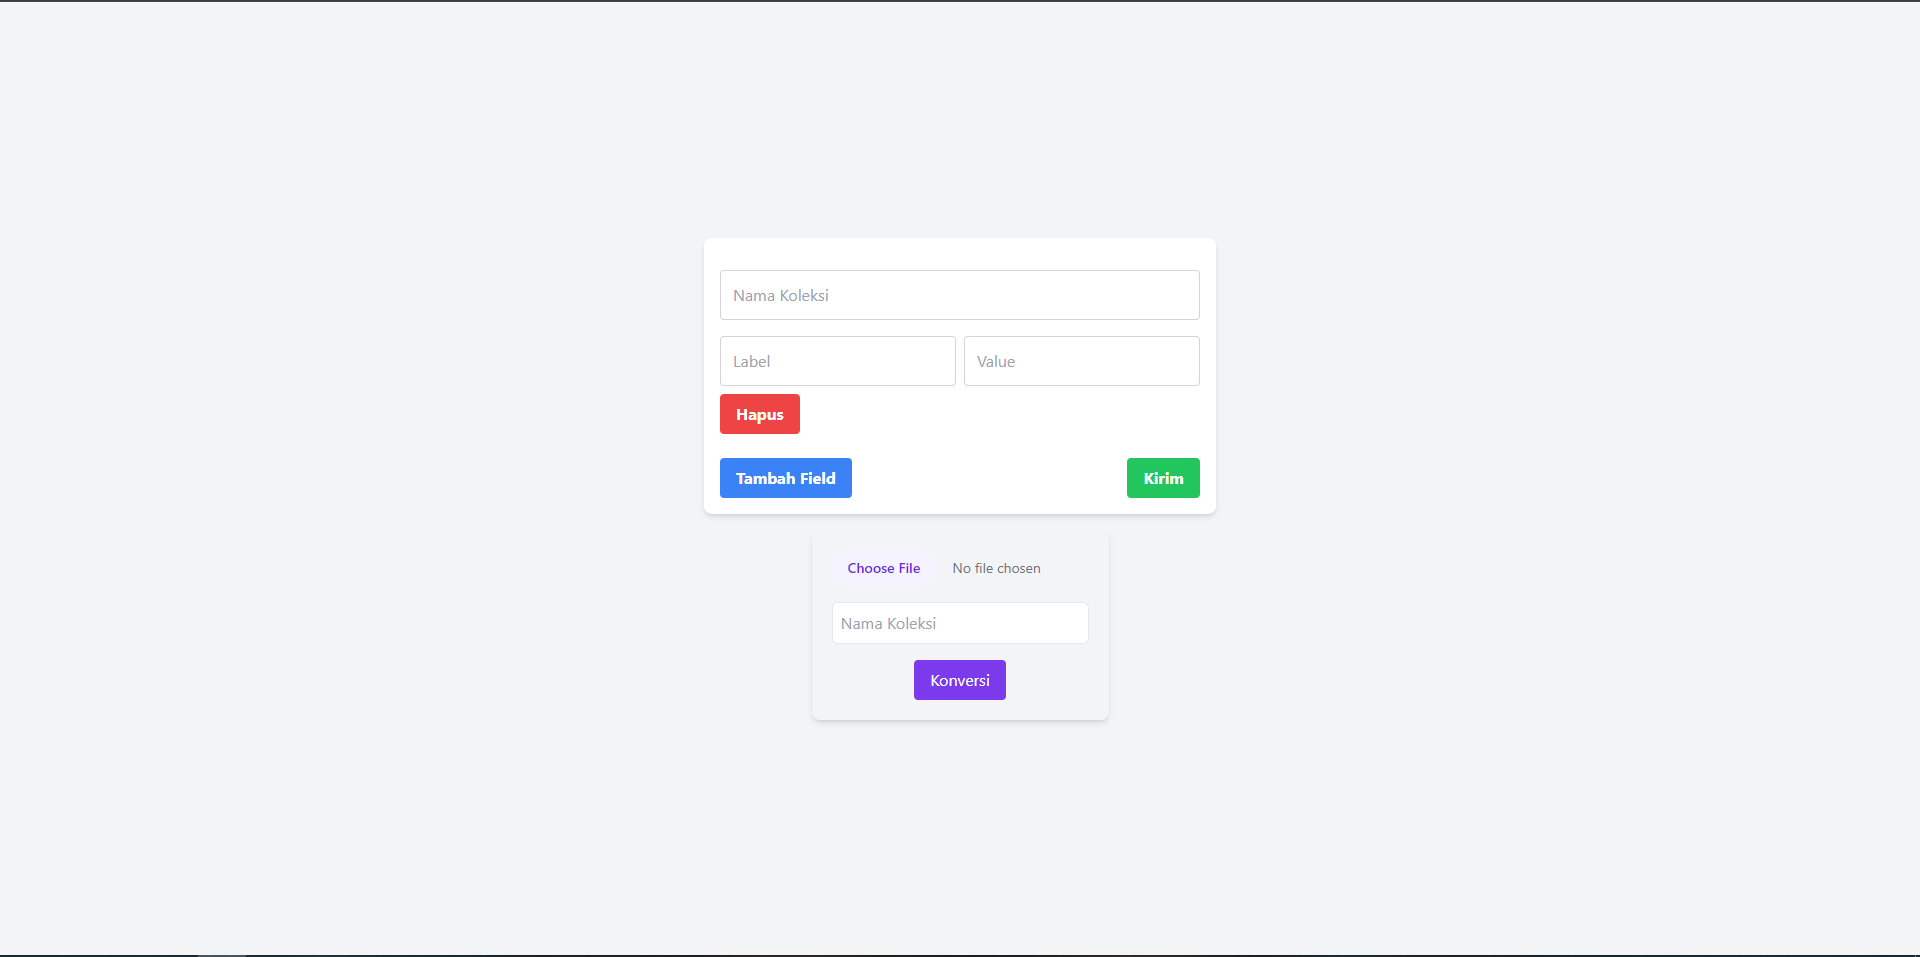 Nama Koleksi
Label Value
Hapus
Tambah Field Kirim
Choose File No file chosen
Nama Koleksi
Konversi